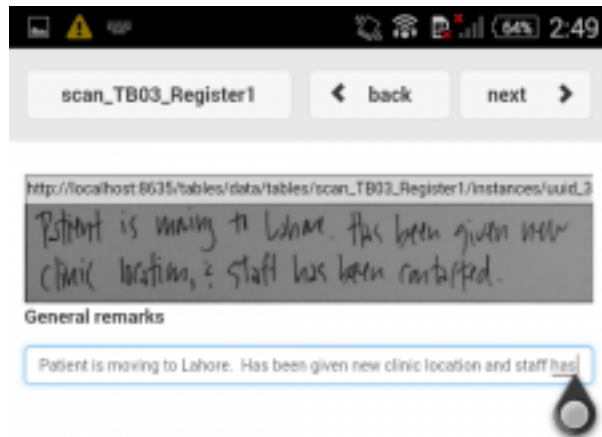 64% 2:49
scan_TB03_Register1 back next
http://localhost:8635/tables/data/tables/scan_TB03_Register1/instances/uuid_3
Patient is moving to Lahore. Has been given new
clinic location, & staff has been contacted.
General remarks
Patient is moving to Lahore. Has been given new clinic location and staff has